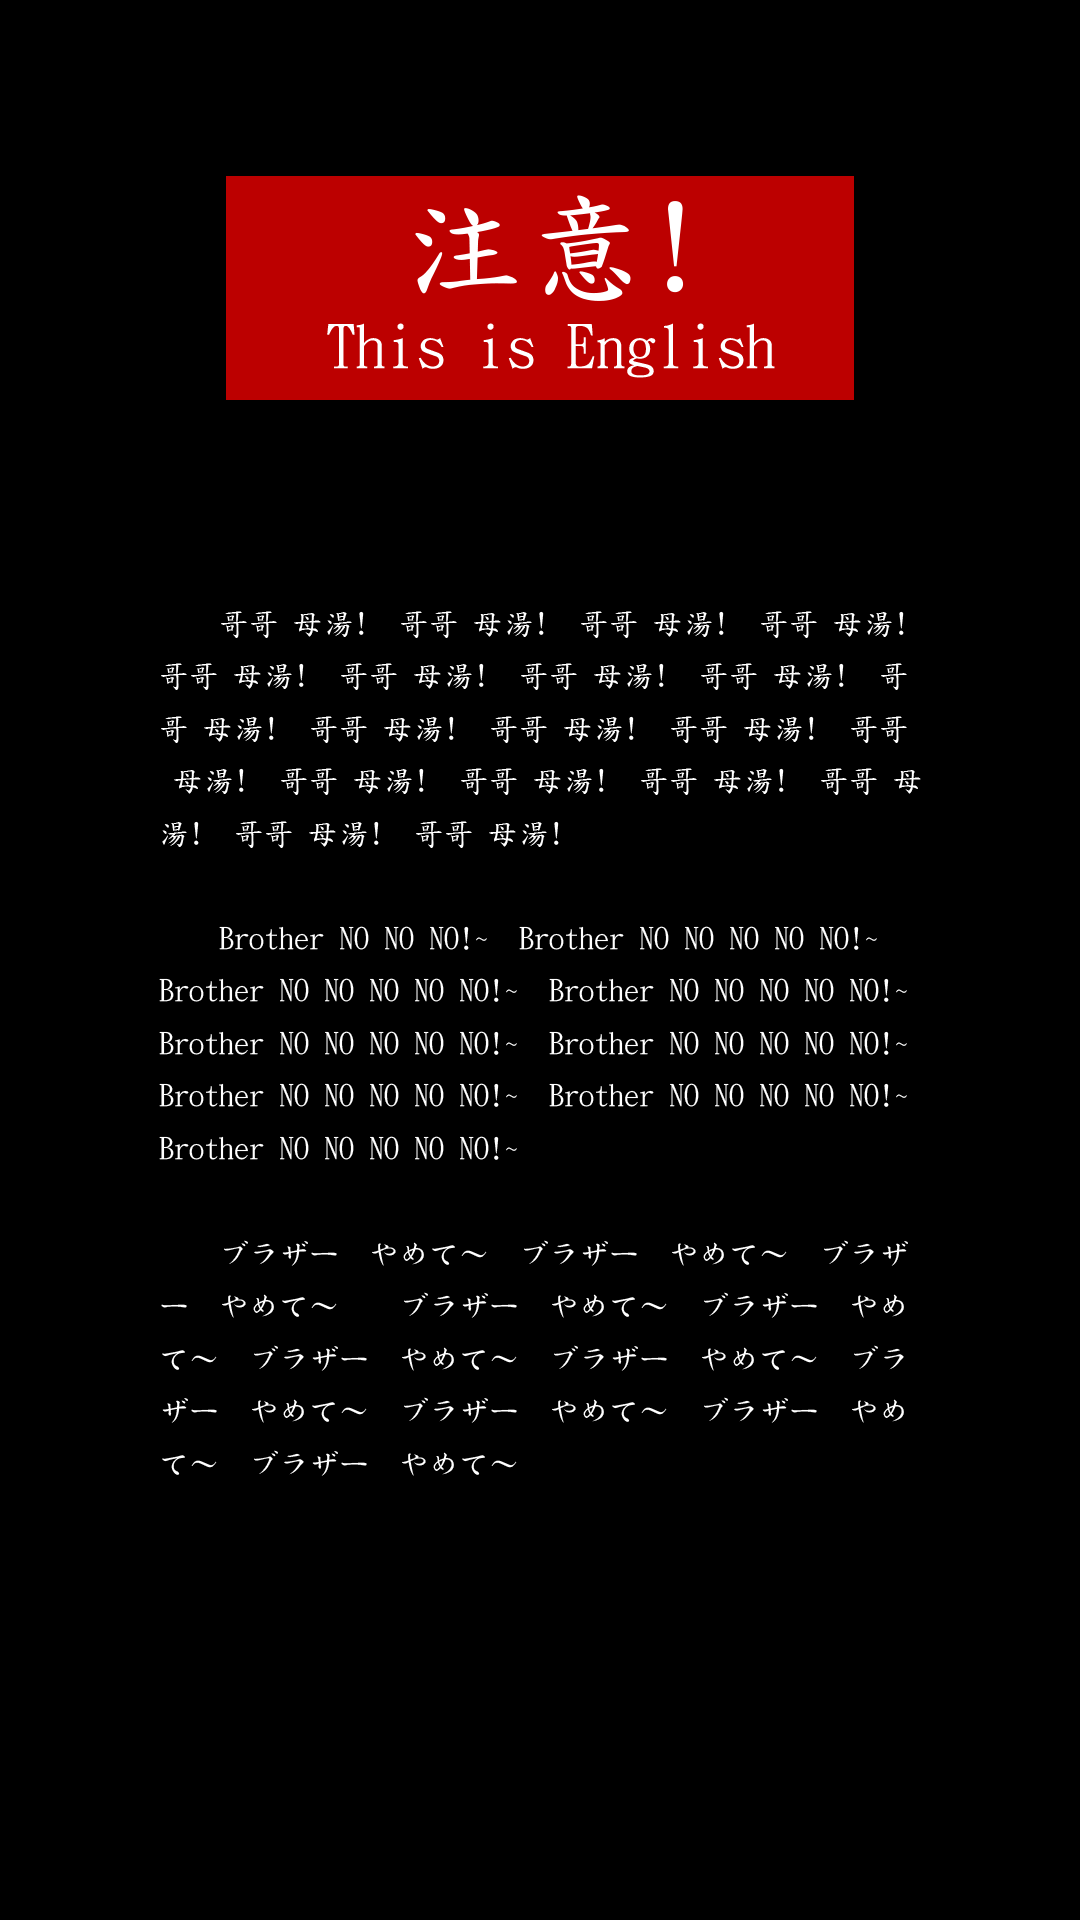 注意!
This is English
哥哥 母湯!　哥哥 母湯!　哥哥 母湯!　哥哥 母湯!
哥哥 母湯!　哥哥 母湯!　哥哥 母湯!　哥哥 母湯!　哥
哥 母湯!　哥哥 母湯!　哥哥 母湯!　哥哥 母湯!　哥哥
母湯!　哥哥 母湯!　哥哥 母湯!　哥哥 母湯!　哥哥 母
湯!　哥哥 母湯!　哥哥 母湯!
Brother NO NO NO!~　Brother NO NO NO NO NO!~
Brother NO NO NO NO NO!~　Brother NO NO NO NO NO!~
Brother NO NO NO NO NO!~　Brother NO NO NO NO NO!~
Brother NO NO NO NO NO!~　Brother NO NO NO NO NO!~
Brother NO NO NO NO NO!~
ブラザー　やめて～　ブラザー　やめて～　ブラザ
ー　やめて～　　ブラザー　やめて～　ブラザー　やめ
て～　ブラザー　やめて～　ブラザー　やめて～　ブラ
ザー　やめて～　ブラザー　やめて～　ブラザー　やめ
て～　ブラザー　やめて～